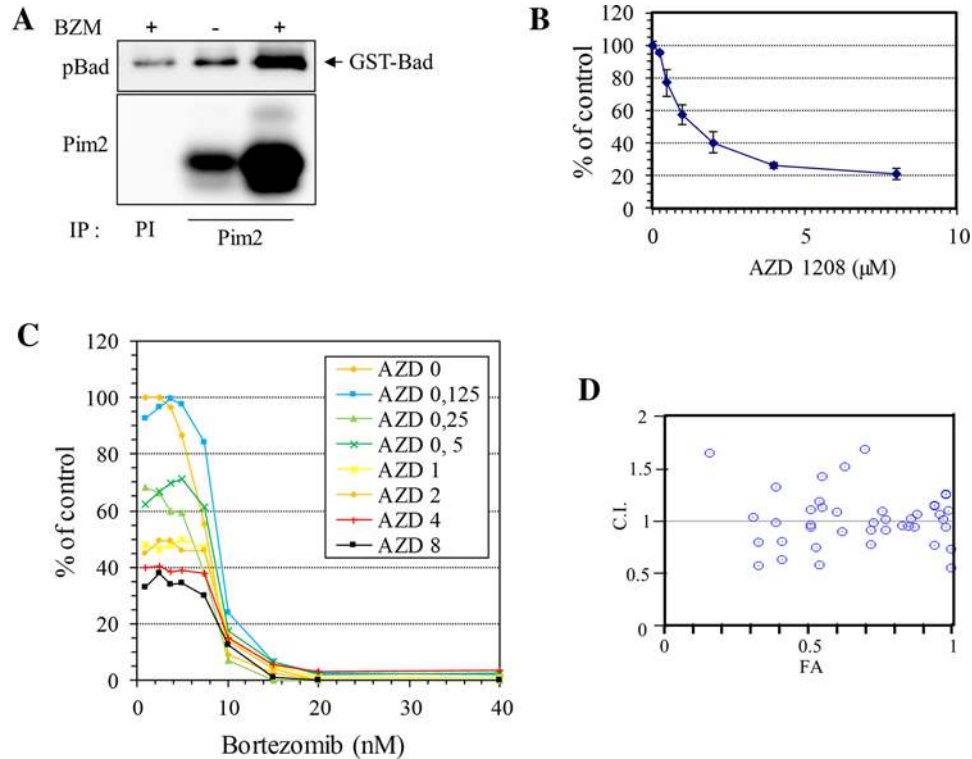 A
BZM + - +
pBad
GST-Bad
Pim2
IP : PI Pim2
B
% of control
120
100
80
60
40
20
0
0 5 10
AZD 1208 (µM)
C
% of control
120
100
80
60
40
20
0
0 10 20 30 40
Bortezomib (nM)
AZD 0
AZD 0,125
AZD 0,25
AZD 0, 5
AZD 1
AZD 2
AZD 4
AZD 8
D
C.I.
2
1.5
1
0.5
0
0 0.5 1
FA